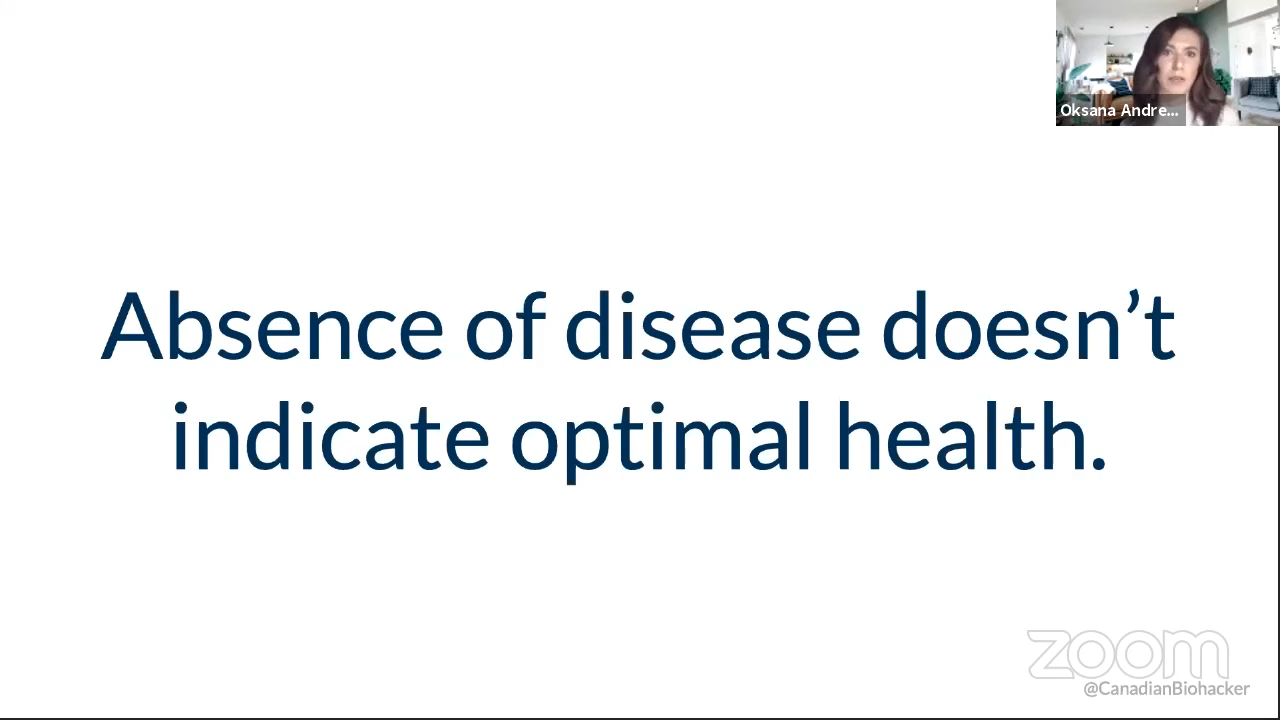 Oksana Andre...
Absence of disease doesn’t
indicate optimal health.
zoom
@CanadianBiohacker